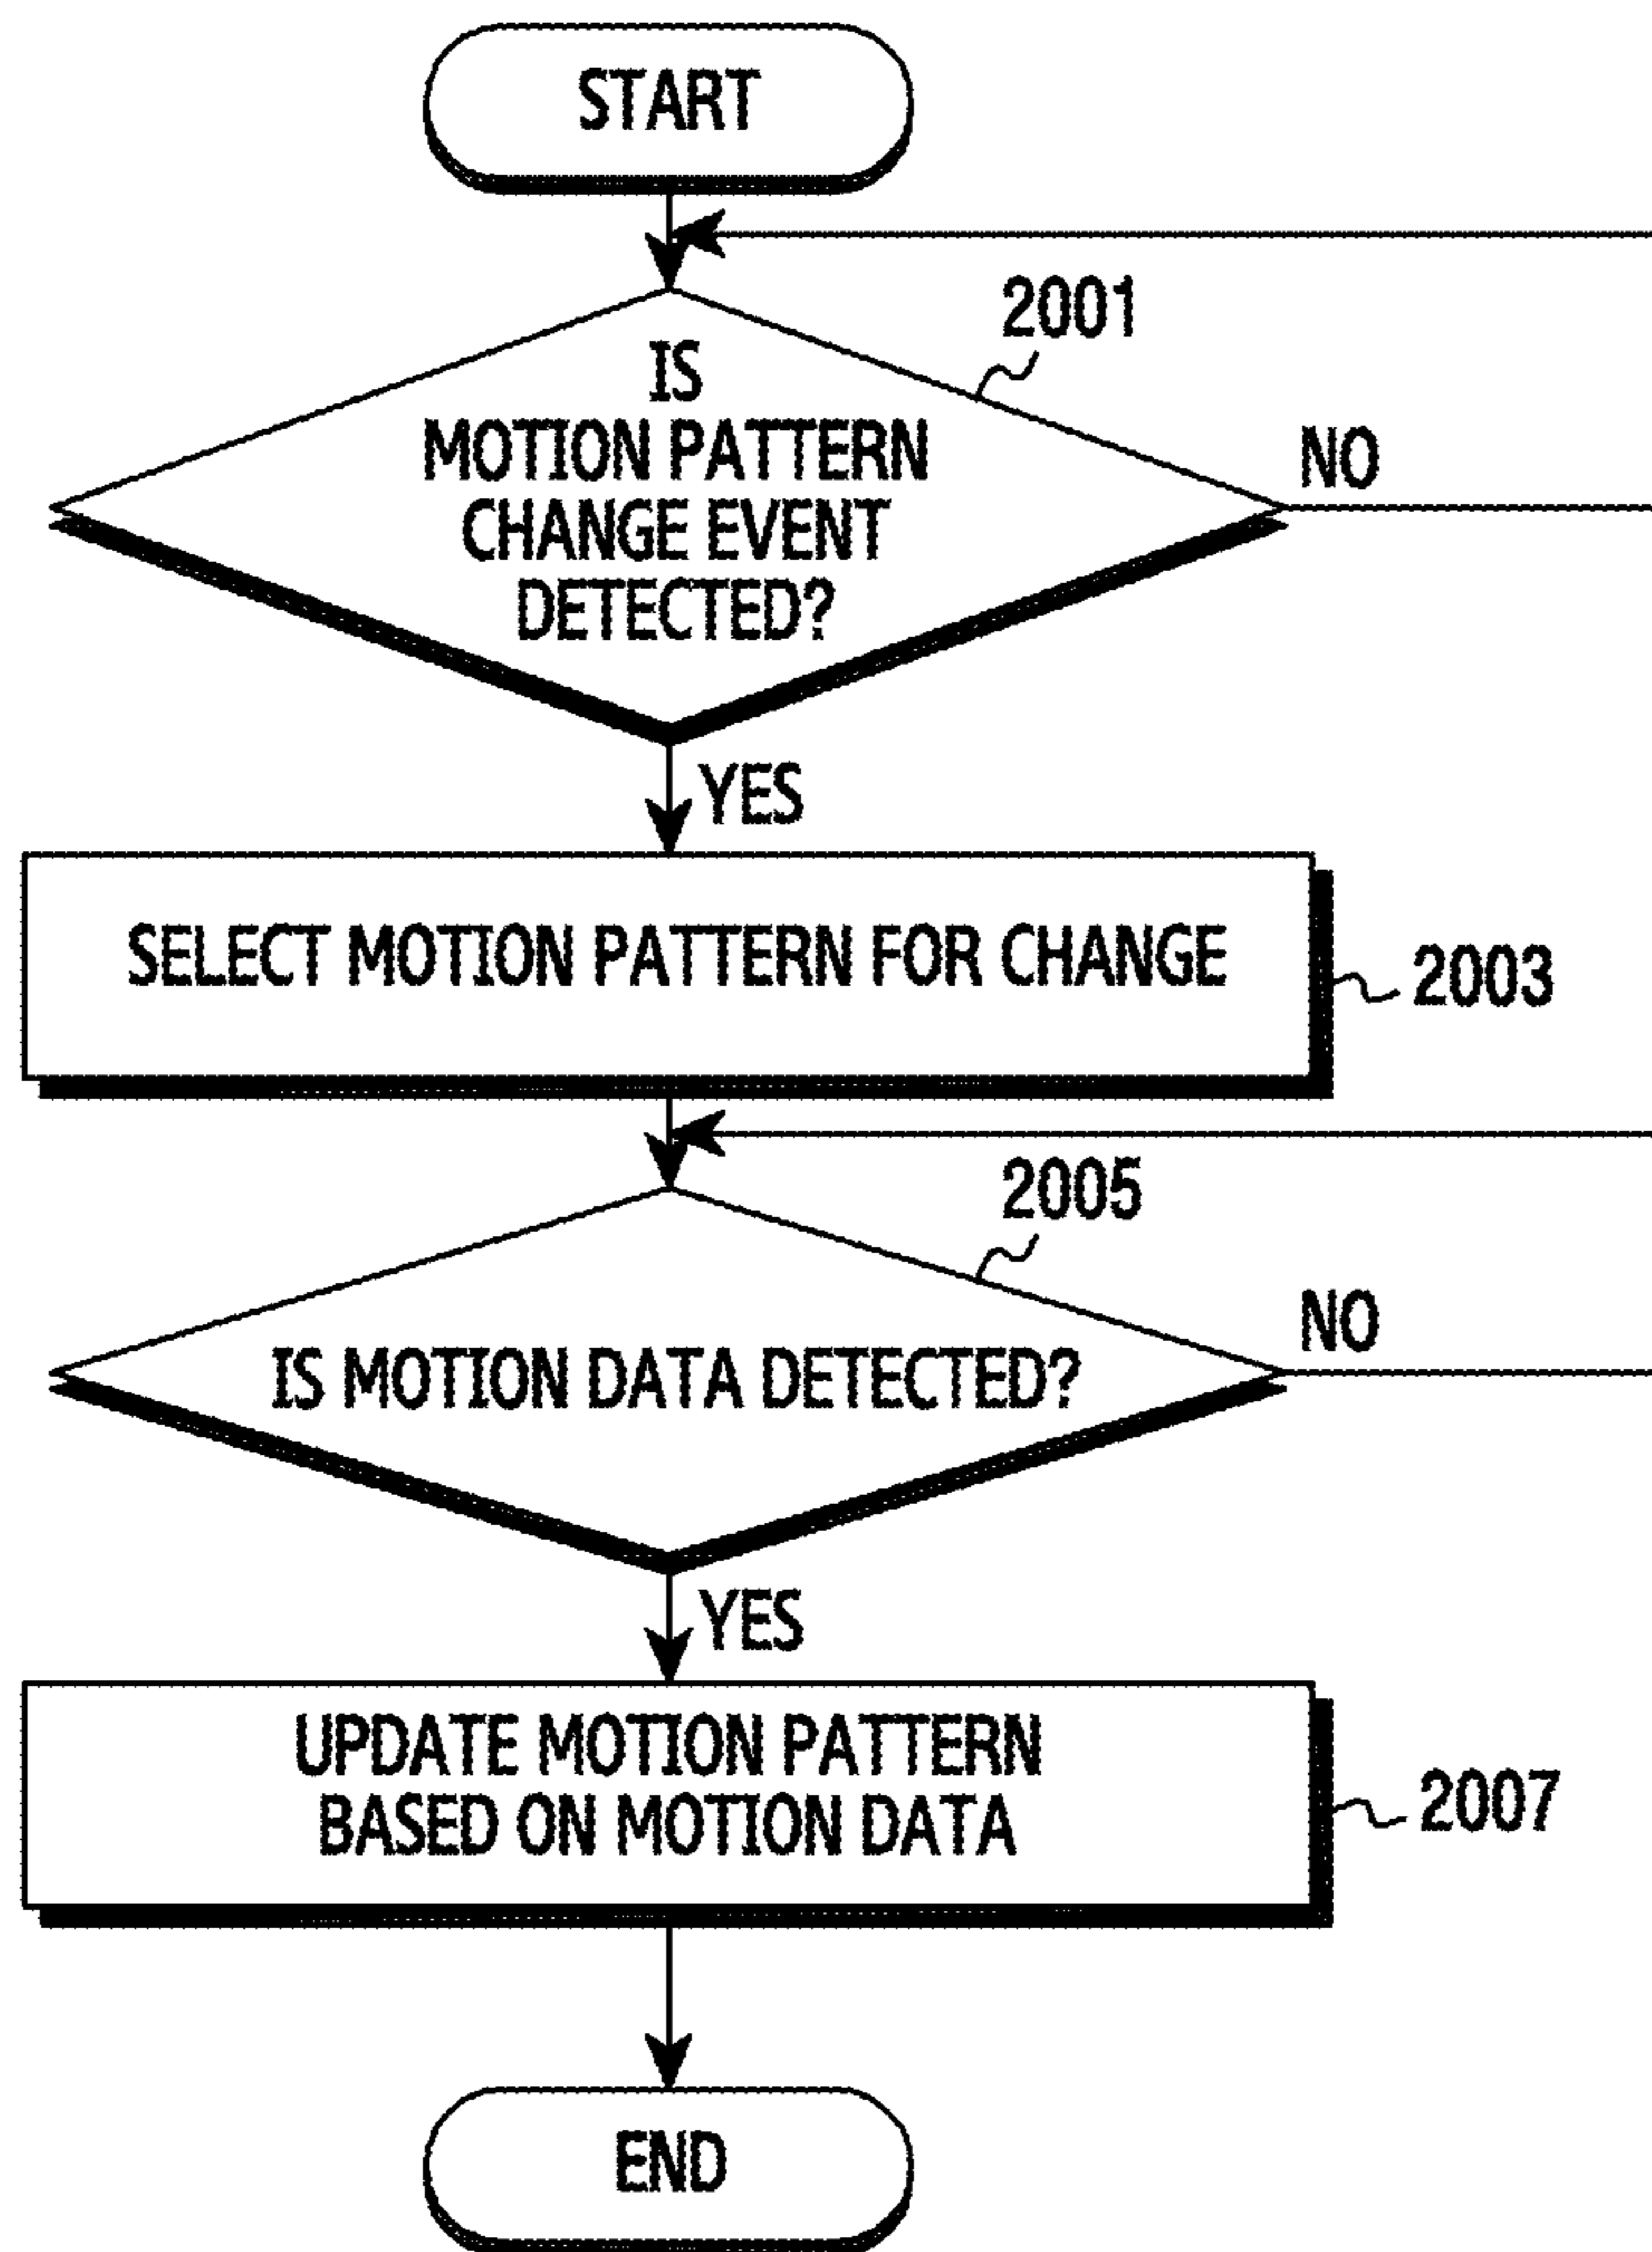 START
2001
IS
MOTION PATTERN
CHANGE EVENT
DETECTED?
NO
YES
SELECT MOTION PATTERN FOR CHANGE
2003
2005
IS MOTION DATA DETECTED?
NO
YES
UPDATE MOTION PATTERN
BASED ON MOTION DATA
2007
END